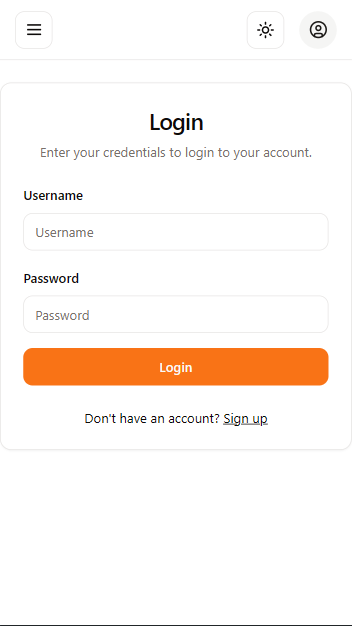 Login
Enter your credentials to login to your account.
Username
Username
Password
Password
Login
Don't have an account? Sign up